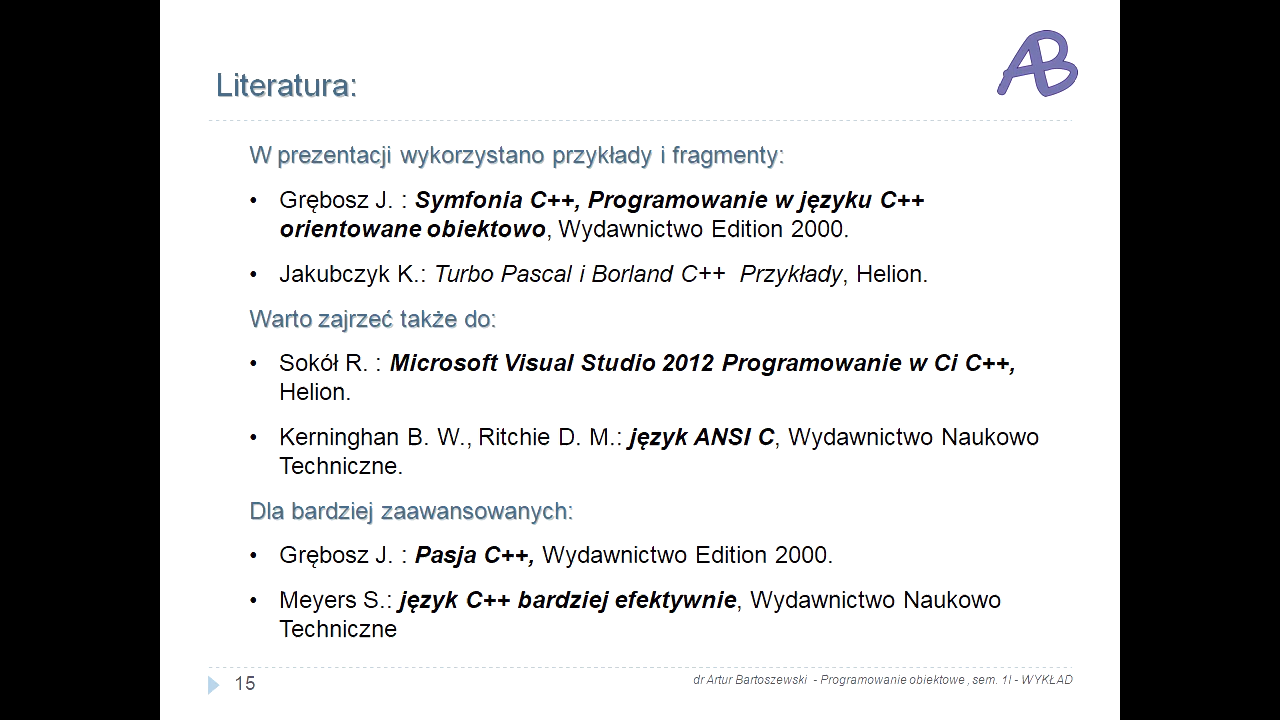 Literatura:
AB
W prezentacji wykorzystano przykłady i fragmenty:
• Grębosz J. : Symfonia C++, Programowanie w języku C++
orientowane obiektowo, Wydawnictwo Edition 2000.
• Jakubczyk K.: Turbo Pascal i Borland C++ Przykłady, Helion.
Warto zajrzeć także do:
• Sokół R. : Microsoft Visual Studio 2012 Programowanie w Ci C++,
Helion.
• Kerninghan B. W., Ritchie D. M.: język ANSI C, Wydawnictwo Naukowo
Techniczne.
Dla bardziej zaawansowanych:
• Grębosz J. : Pasja C++, Wydawnictwo Edition 2000.
• Meyers S.: język C++ bardziej efektywnie, Wydawnictwo Naukowo
Techniczne
15
dr Artur Bartoszewski - Programowanie obiektowe , sem. 1I - WYKŁAD